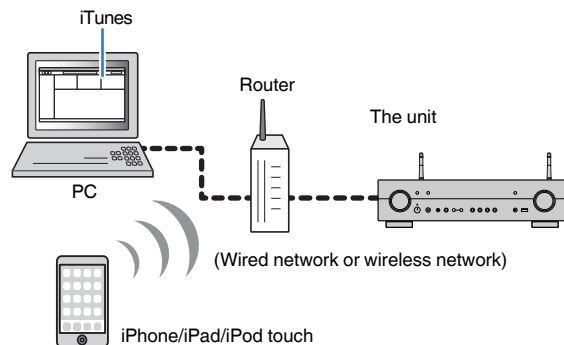 iTunes
Router
The unit
PC
(Wired network or wireless network)
iPhone/iPad/iPod touch